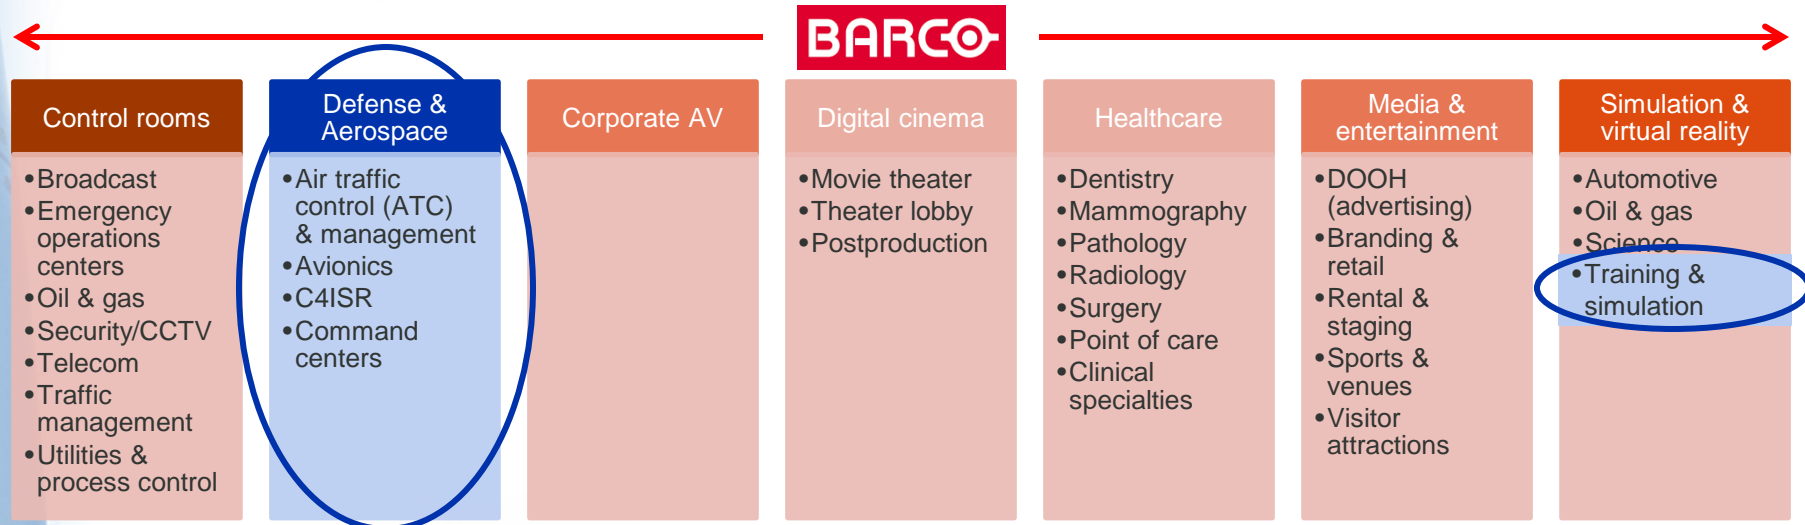 BARCO
Control rooms
•Broadcast
•Emergency
operations
centers
•Oil & gas
•Security/CCTV
•Telecom
•Traffic
management
•Utilities &
process control
Defense &
Aerospace
•Air traffic
control (ATC)
& management
•Avionics
•C4ISR
•Command
centers
Corporate AV
Digital cinema
•Movie theater
•Theater lobby
•Postproduction
Healthcare
•Dentistry
•Mammography
•Pathology
•Radiology
•Surgery
•Point of care
•Clinical
specialties
Media &
entertainment
•DOOH
(advertising)
•Branding &
retail
•Rental &
staging
•Sports &
venues
•Visitor
attractions
Simulation &
virtual reality
•Automotive
•Oil & gas
•Science
•Training &
simulation